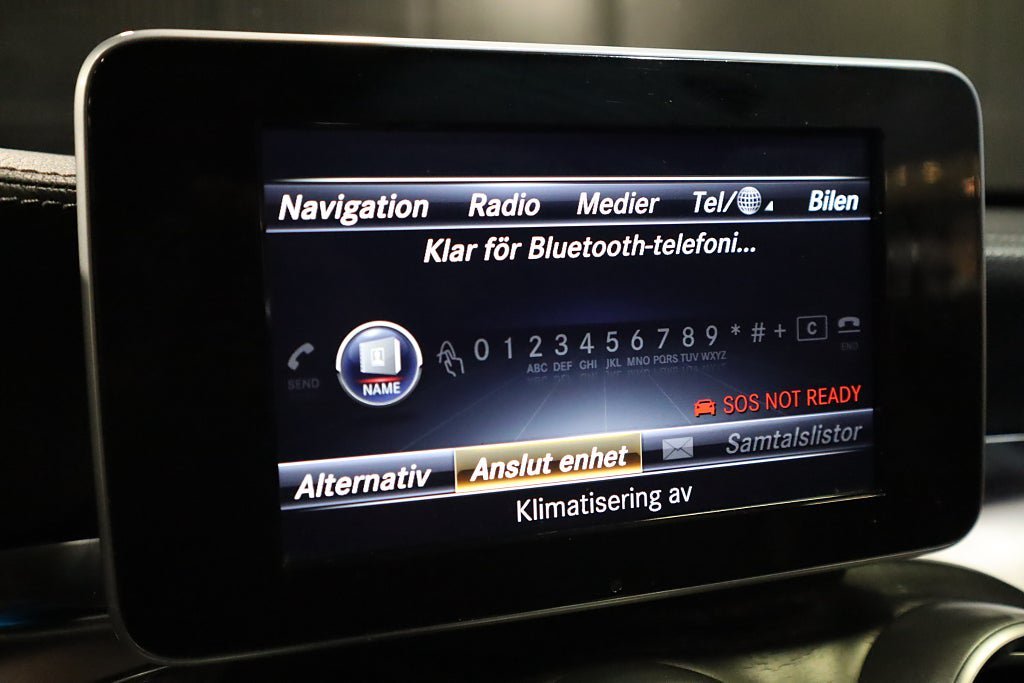 Navigation Radio Medier Tel/ Bilen
Klar för Bluetooth-telefoni...
SEND NAME 0 1 2 3 4 5 6 7 8 9 * # + C END
ABC DEF GHI JKL MNO PQRS TUV WXYZ
SOS NOT READY
Alternativ Anslut enhet Samtalslistor
Klimatisering av